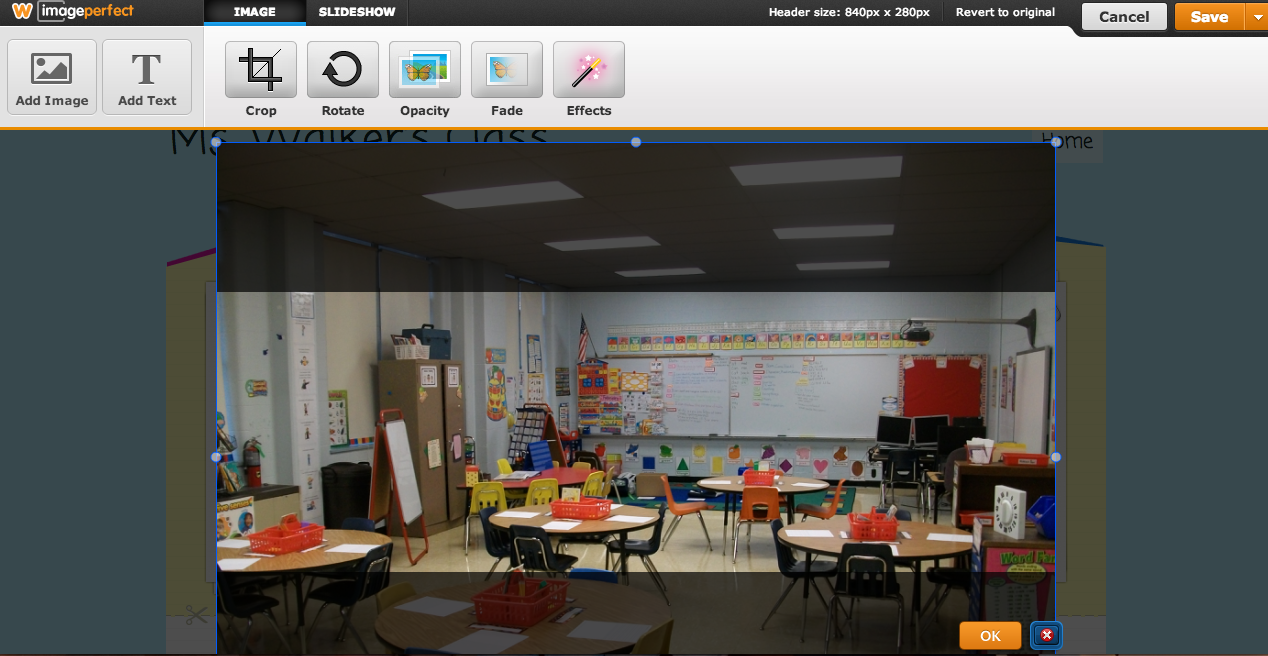 W imageperfect
IMAGE
SLIDESHOW
Header size: 840px x 280px
Revert to original
Cancel
Save
Add Image
Add Text
Crop
Rotate
Opacity
Fade
Effects
Ms. Walker's Class
Home
OK